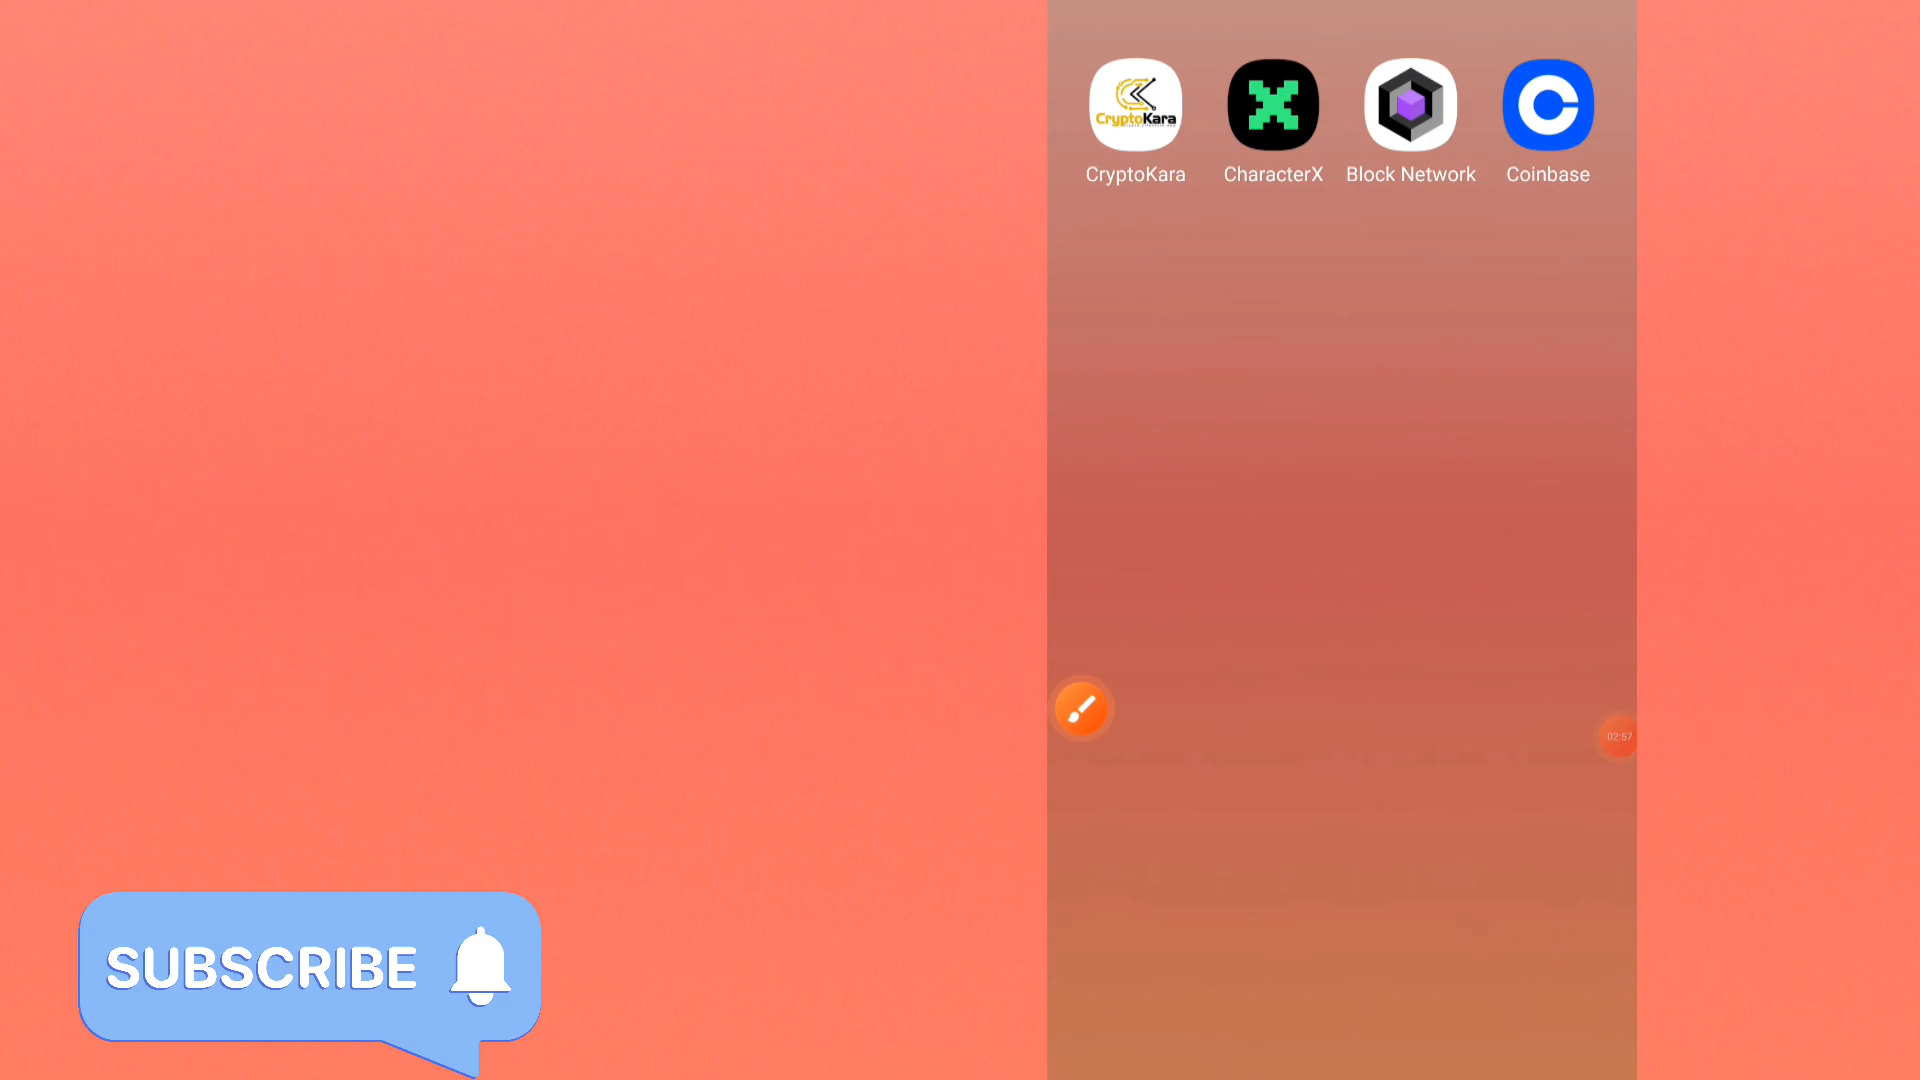 CryptoKara
CryptoKara CharacterX Block Network Coinbase
02:57
SUBSCRIBE